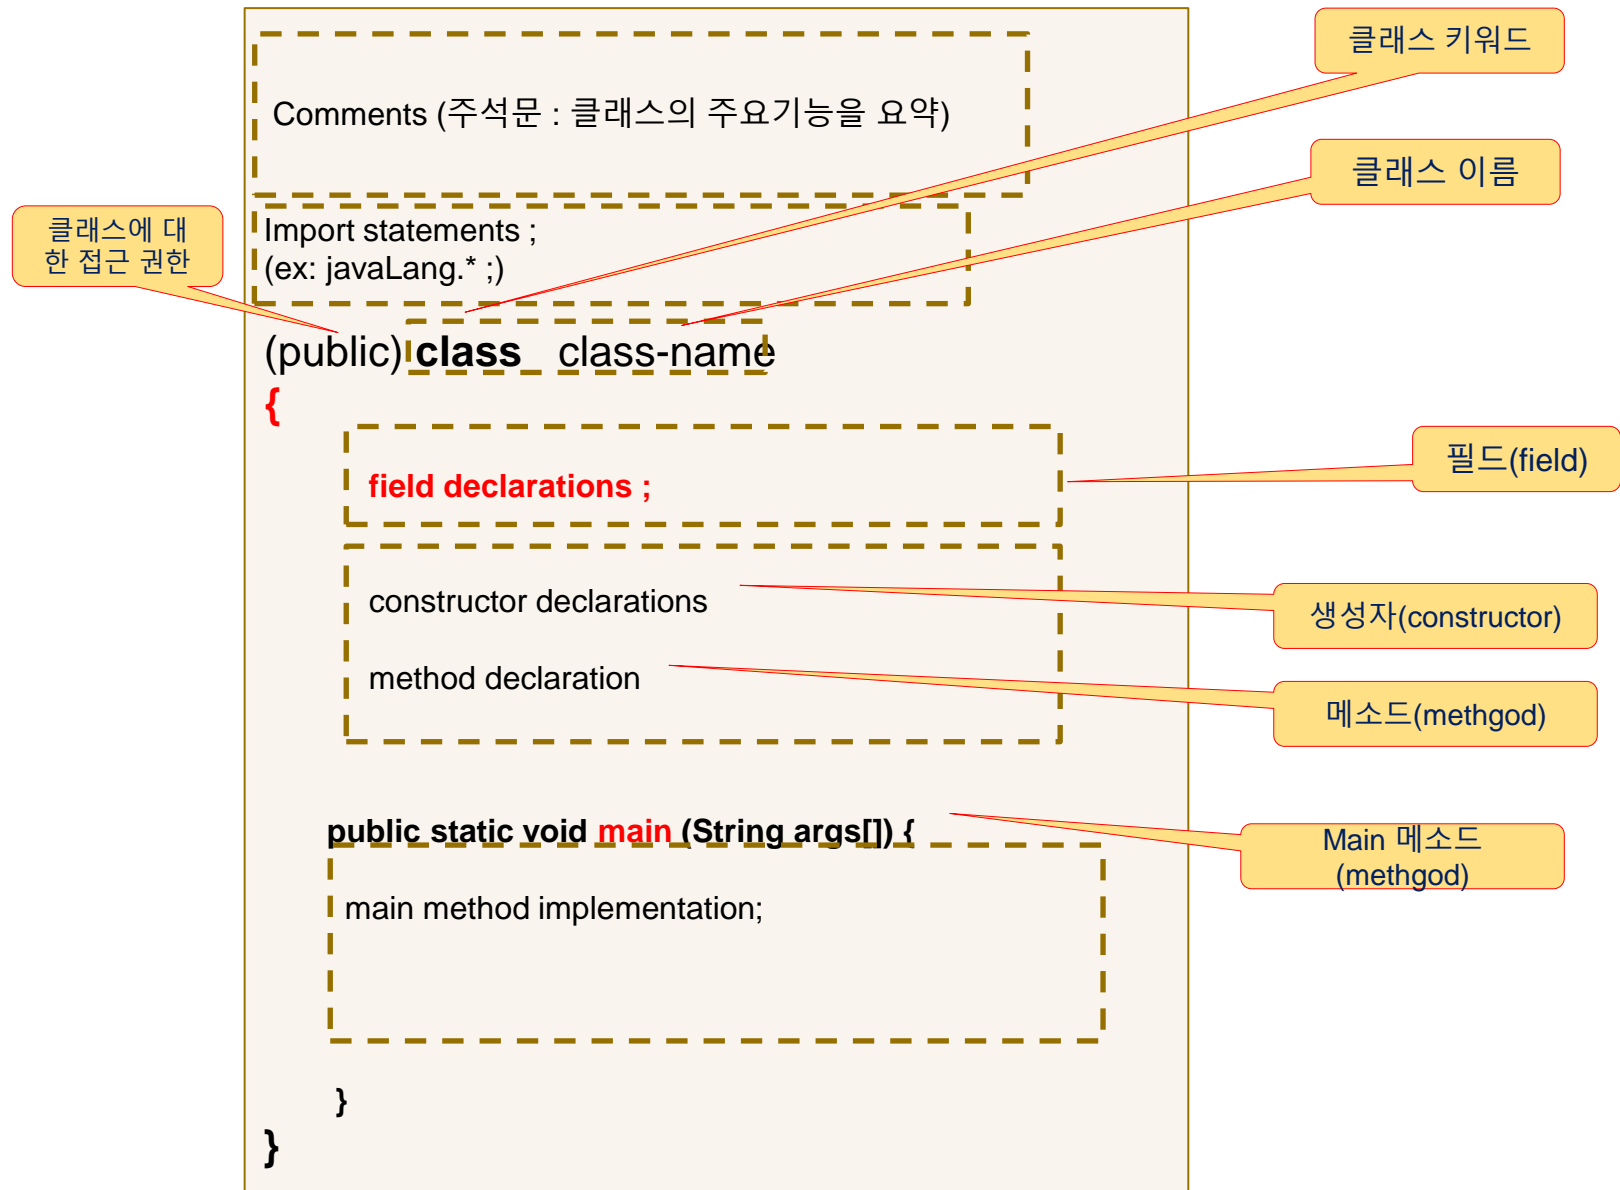 클래스 키워드
Comments (주석문 : 클래스의 주요기능을 요약)
클래스 이름
클래스에 대
한 접근 권한
Import statements ;
(ex: javaLang.* ;)
(public) class class-name
{
필드(field)
field declarations ;
constructor declarations
생성자(constructor)
method declaration
메소드(methgod)
public static void main (String args[]) {
Main 메소드
(methgod)
main method implementation;
}
}